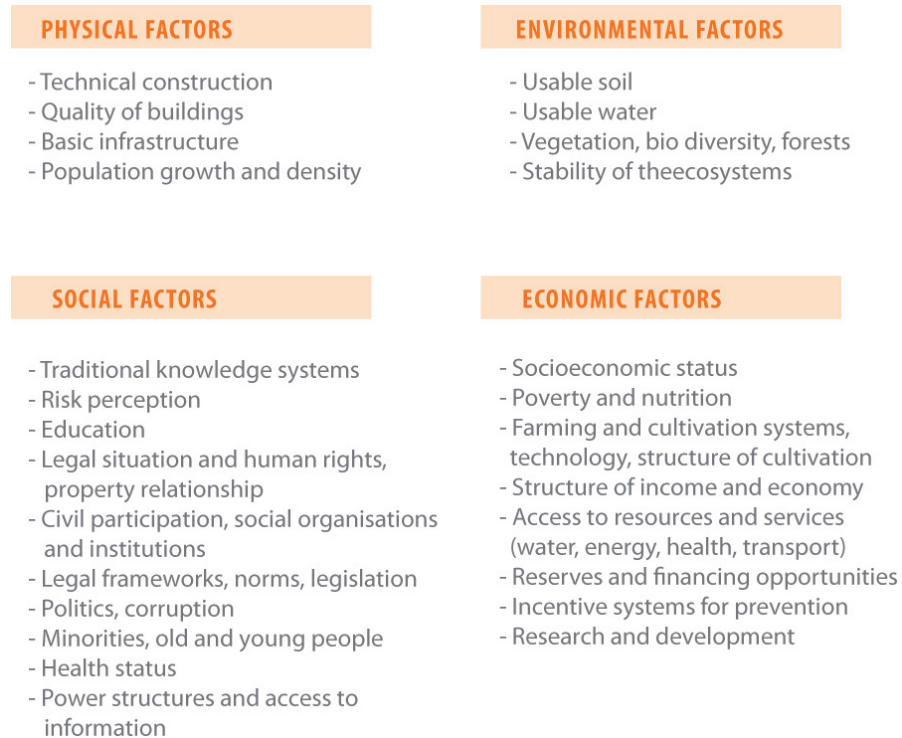 PHYSICAL FACTORS
- Technical construction
- Quality of buildings
- Basic infrastructure
- Population growth and density
ENVIRONMENTAL FACTORS
- Usable soil
- Usable water
- Vegetation, bio diversity, forests
- Stability of theecosystems
SOCIAL FACTORS
- Traditional knowledge systems
- Risk perception
- Education
- Legal situation and human rights,
property relationship
- Civil participation, social organisations
and institutions
- Legal frameworks, norms, legislation
- Politics, corruption
- Minorities, old and young people
- Health status
- Power structures and access to
information
ECONOMIC FACTORS
- Socioeconomic status
- Poverty and nutrition
- Farming and cultivation systems,
technology, structure of cultivation
- Structure of income and economy
- Access to resources and services
(water, energy, health, transport)
- Reserves and financing opportunities
- Incentive systems for prevention
- Research and development